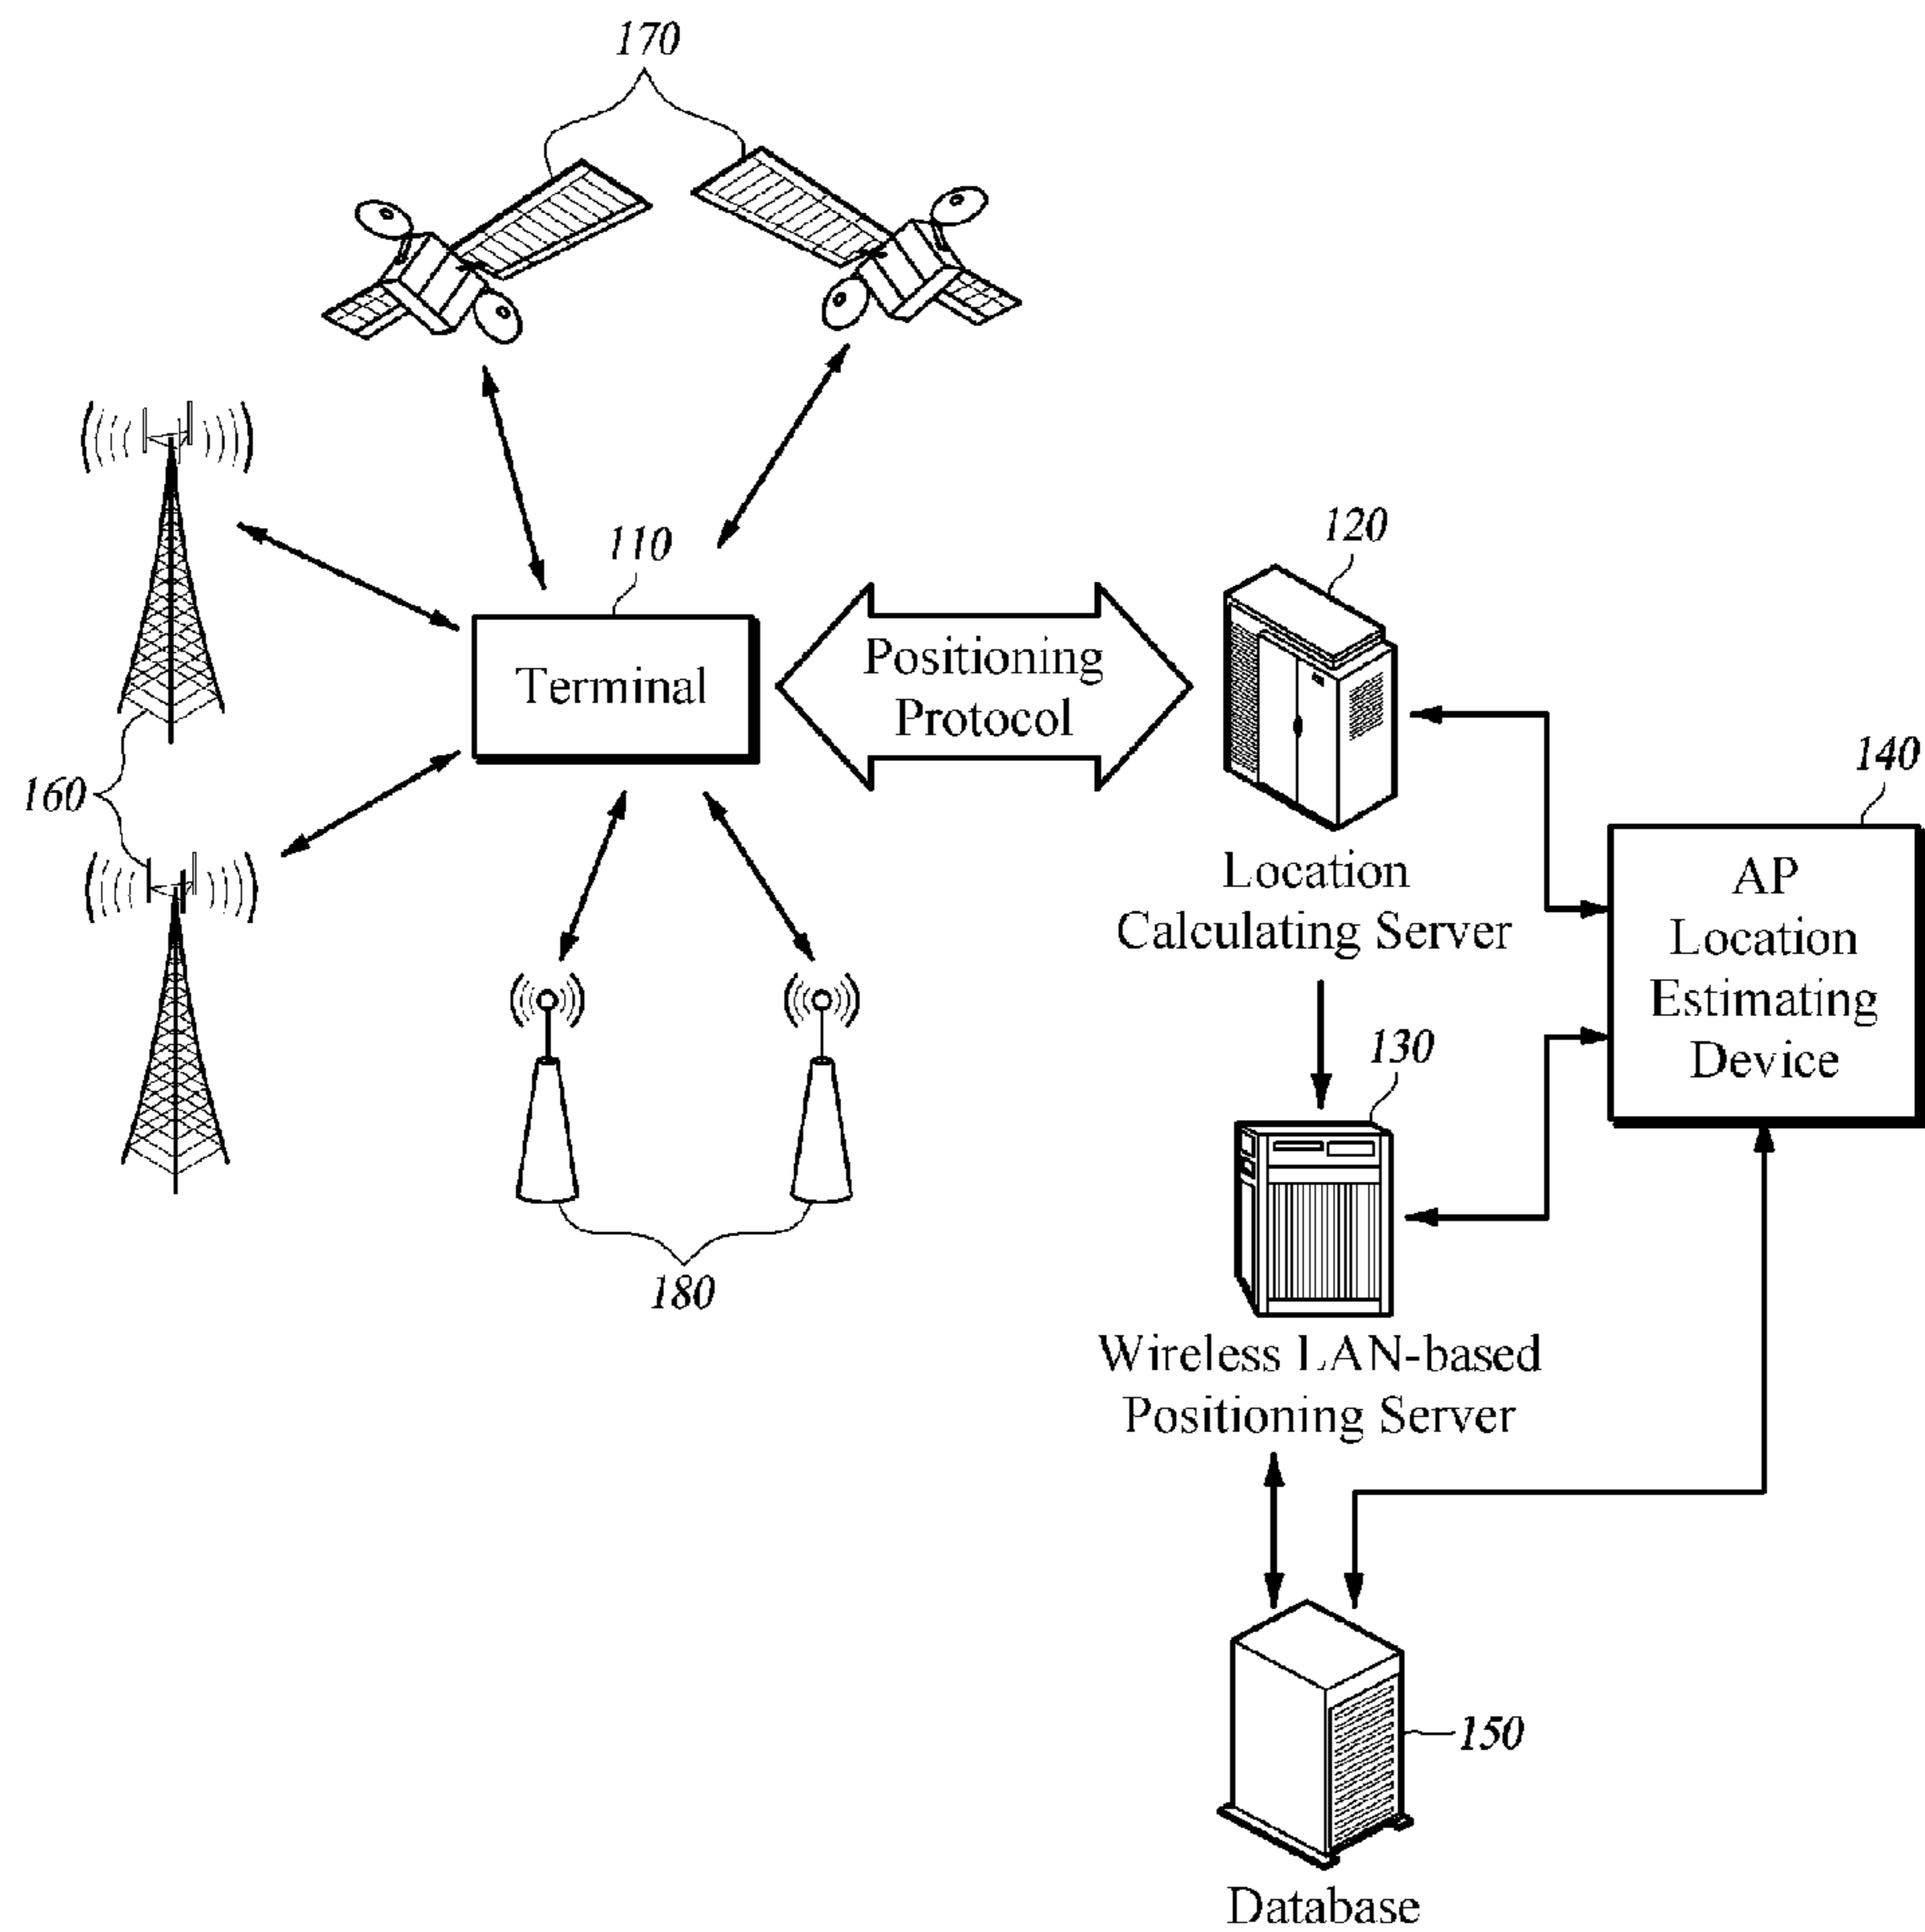 170
110
120
Terminal
Positioning
Protocol
160
140
Location
Calculating Server
AP
Location
Estimating
Device
130
180
Wireless LAN-based
Positioning Server
150
Database